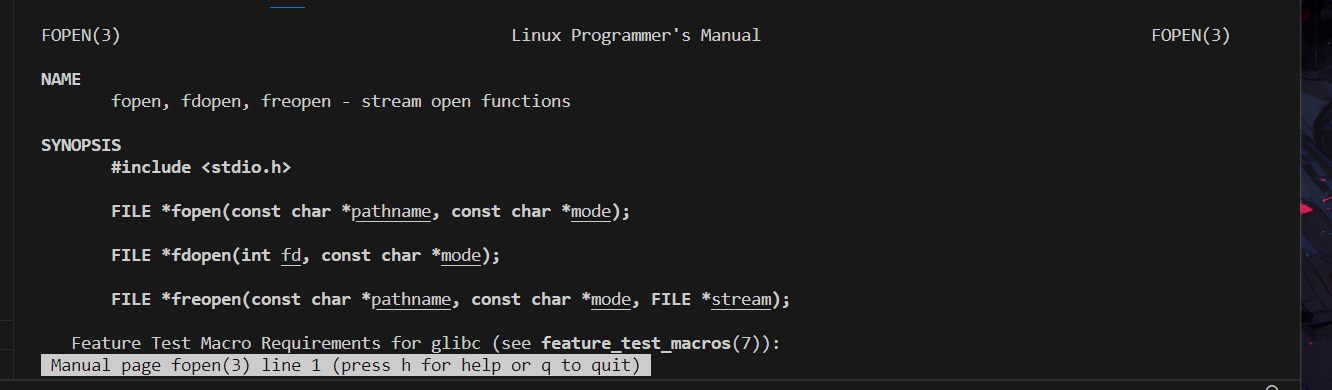 FOPEN(3) Linux Programmer's Manual FOPEN(3)
NAME
fopen, fdopen, freopen - stream open functions
SYNOPSIS
#include <stdio.h>
FILE *fopen(const char *pathname, const char *mode);
FILE *fdopen(int fd, const char *mode);
FILE *freopen(const char *pathname, const char *mode, FILE *stream);
Feature Test Macro Requirements for glibc (see feature_test_macros(7)):
Manual page fopen(3) line 1 (press h for help or q to quit)